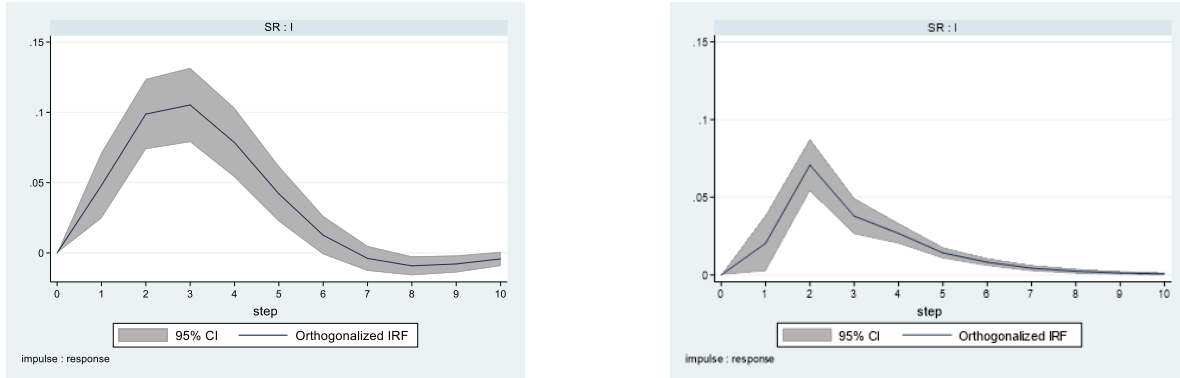 SR : I
.15
.1
.05
0
0 1 2 3 4 5 6 7 8 9 10
step
95% CI Orthogonalized IRF
impulse : response
SR : I
.15
.1
.05
0
0 1 2 3 4 5 6 7 8 9 10
step
95% CI Orthogonalized IRF
impulse : response